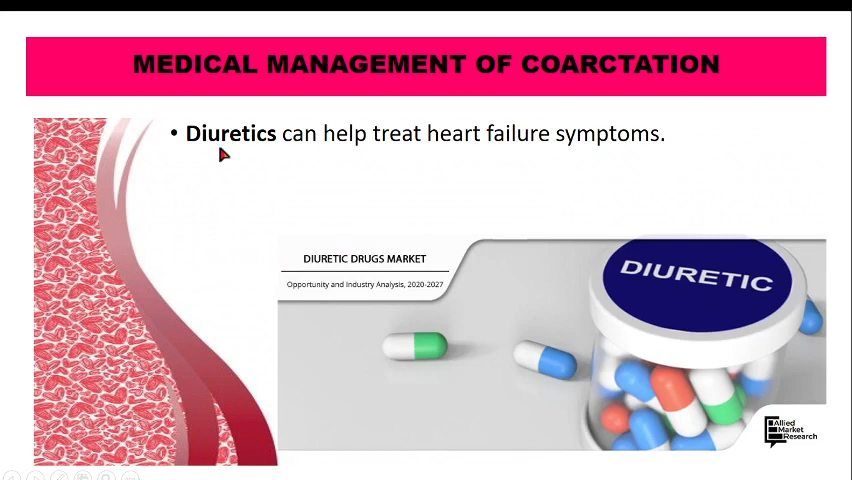 MEDICAL MANAGEMENT OF COARCTATION
• Diuretics can help treat heart failure symptoms.
DIURETIC DRUGS MARKET
Opportunity and Industry Analysis, 2020-2027
DIURETIC
Allied
Market
Research